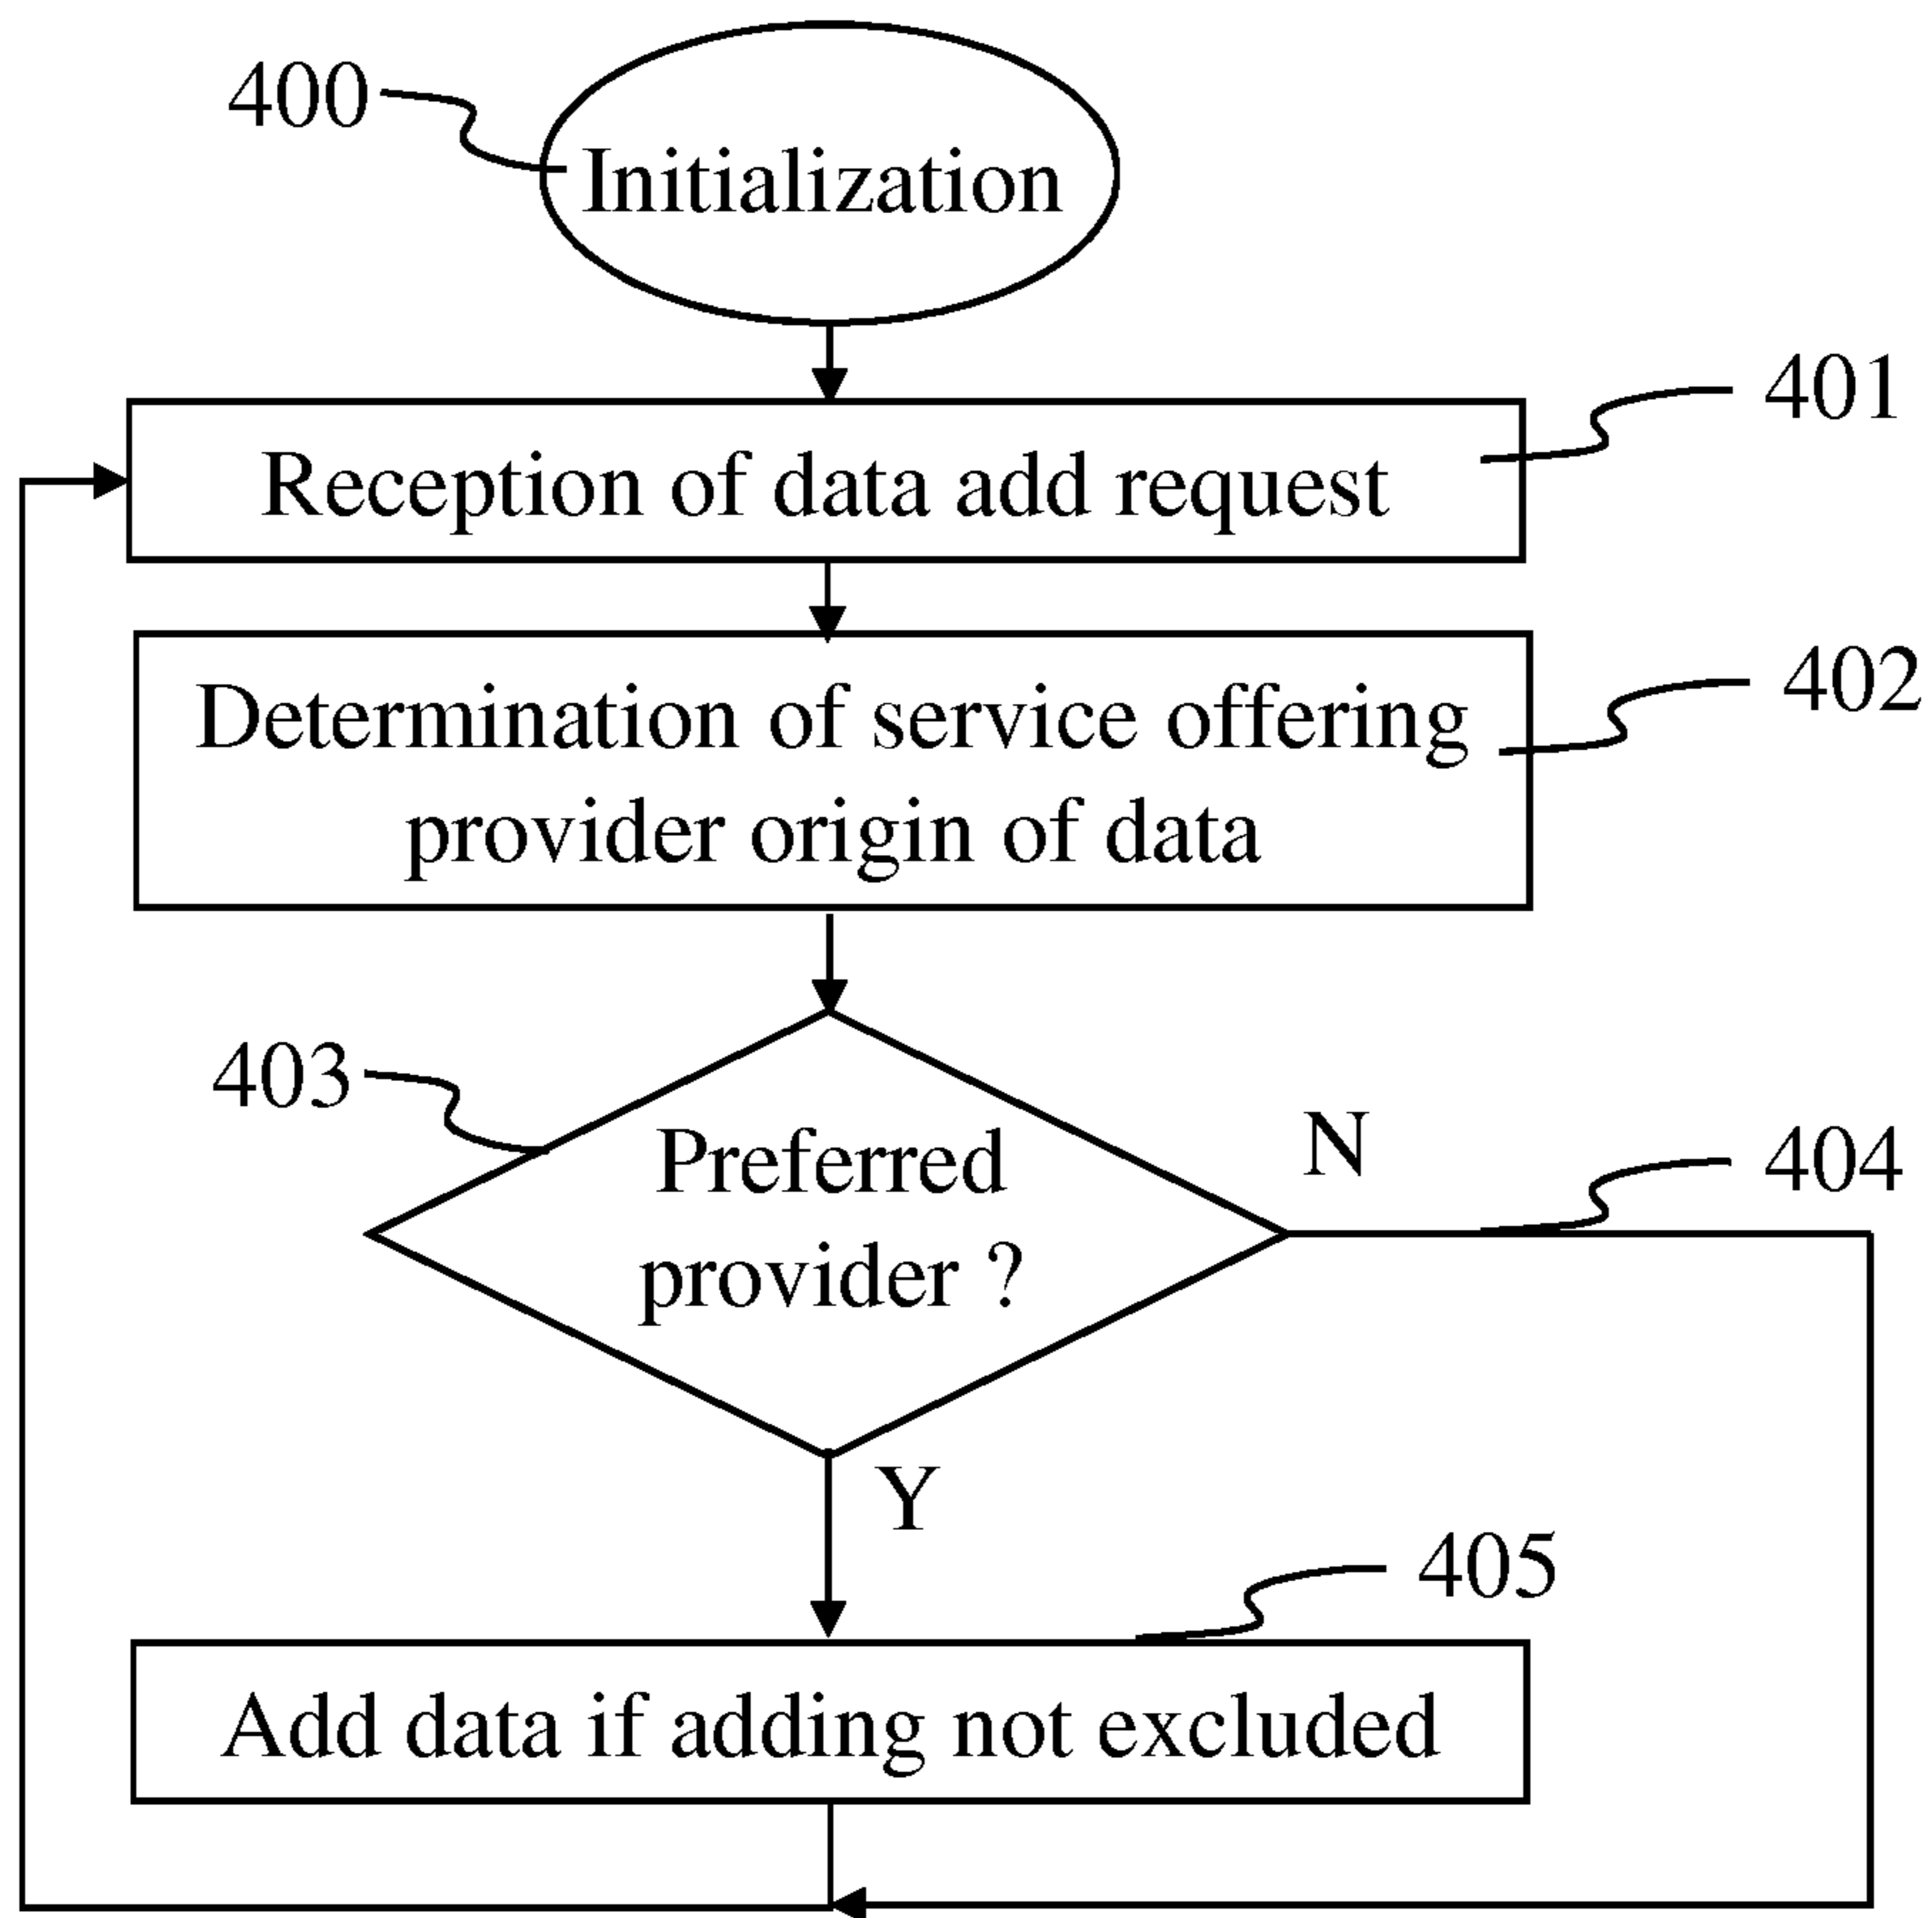 400
Initialization
401
Reception of data add request
402
Determination of service offering
provider origin of data
403
Preferred
provider ?
N
404
Y
405
Add data if adding not excluded